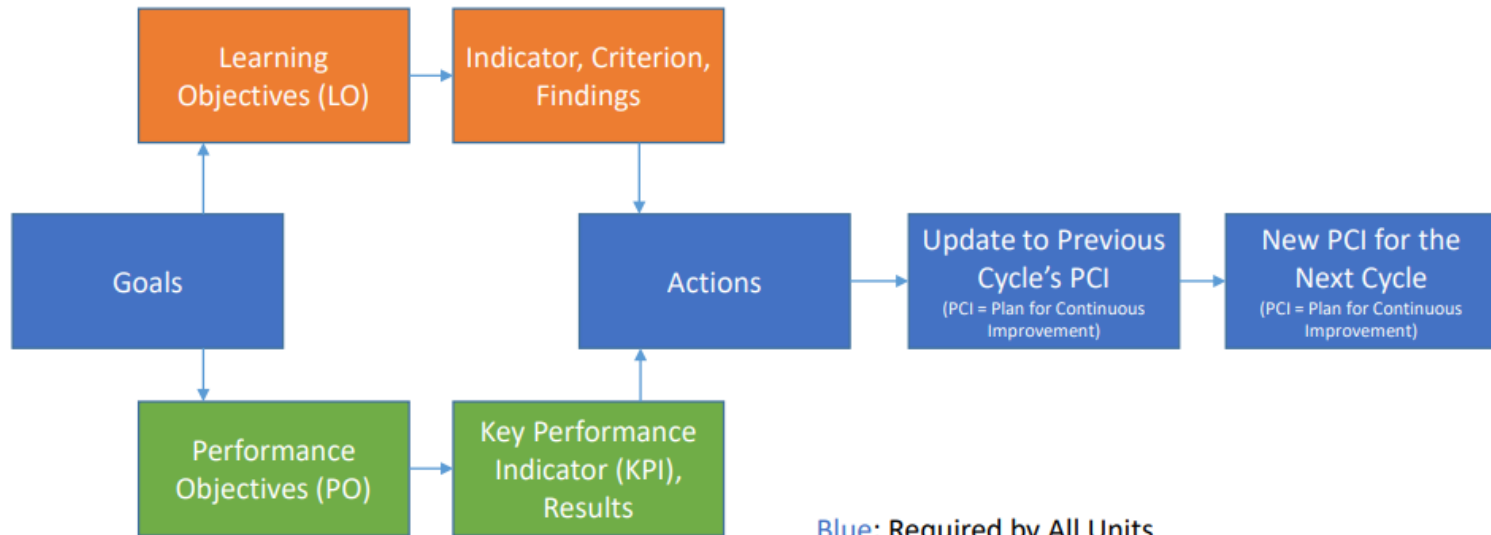 Learning
Objectives (LO)
Indicator, Criterion,
Findings
Goals
Actions
Update to Previous
Cycle's PCI
(PCI = Plan for Continuous
Improvement)
New PCI for the
Next Cycle
(PCI = Plan for Continuous
Improvement)
Performance
Objectives (PO)
Key Performance
Indicator (KPI),
Results
Blue: Required by All Units